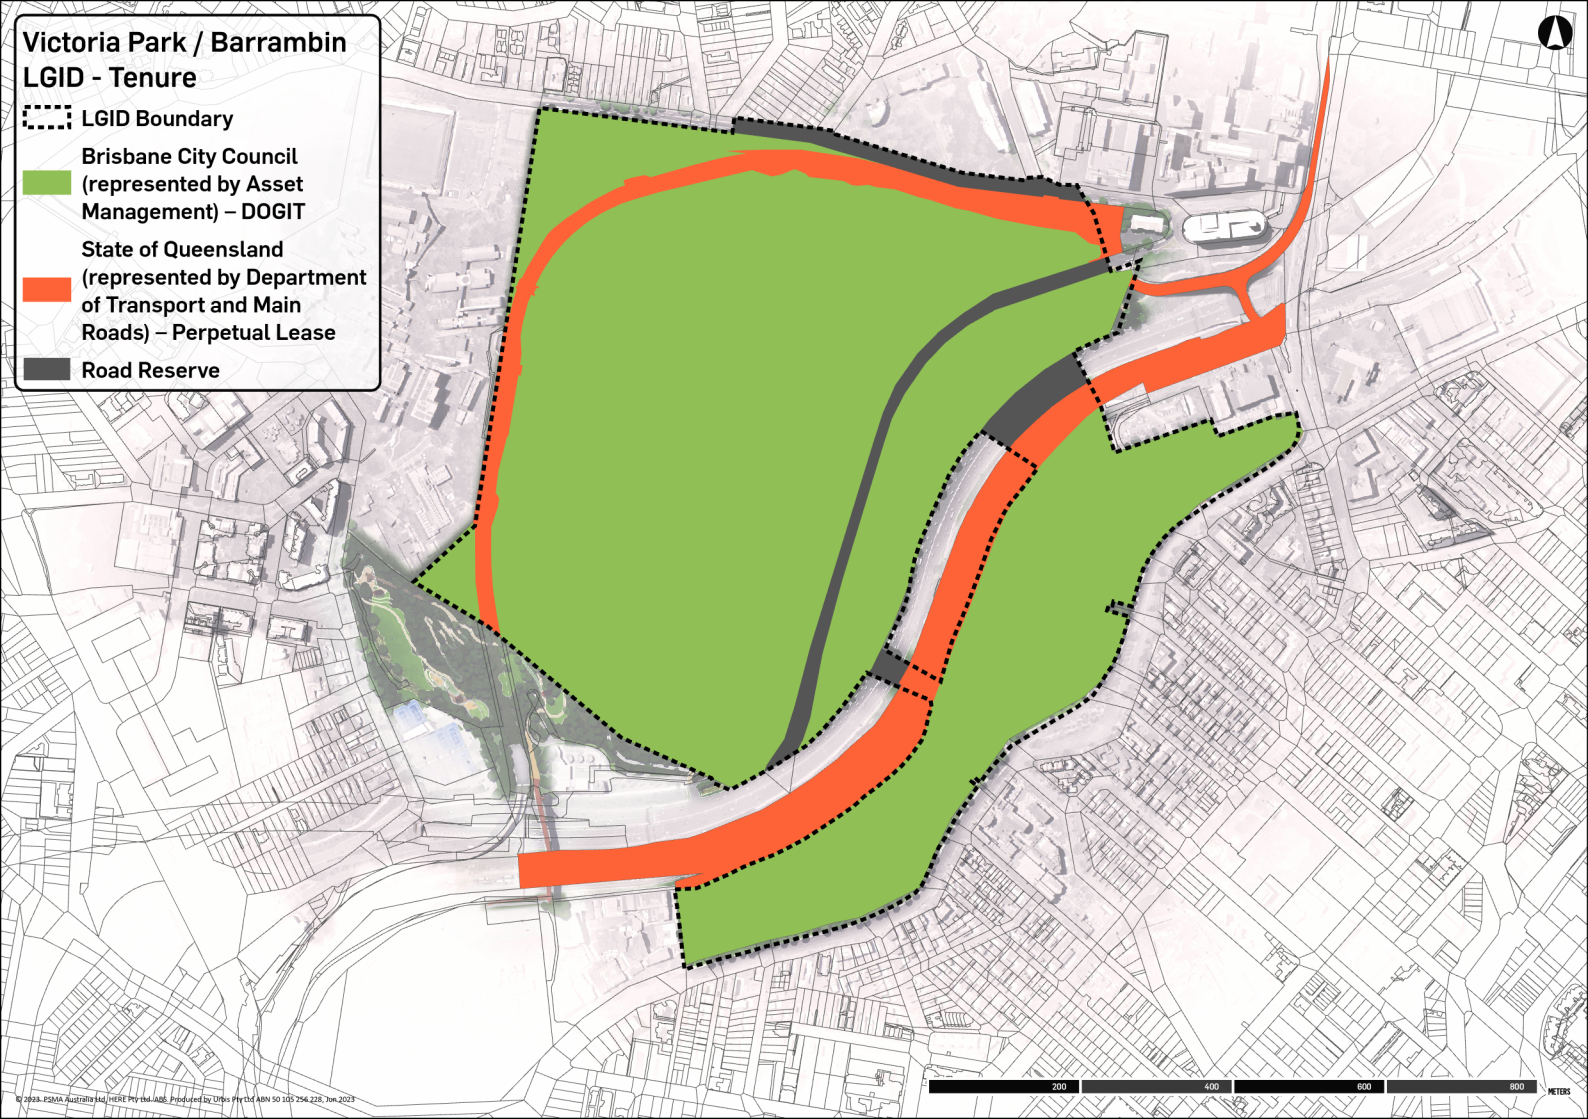 Victoria Park / Barrambin
LGID - Tenure
LGID Boundary
Brisbane City Council
(represented by Asset
Management) – DOGIT
State of Queensland
(represented by Department
of Transport and Main
Roads) – Perpetual Lease
Road Reserve
200 400 600 800
METERS
© 2023. PSMA Australia Ltd, HERE Pty Ltd. ABS. Produced by Urbis Pty Ltd ABN 50 105 256 228, Jun 2023